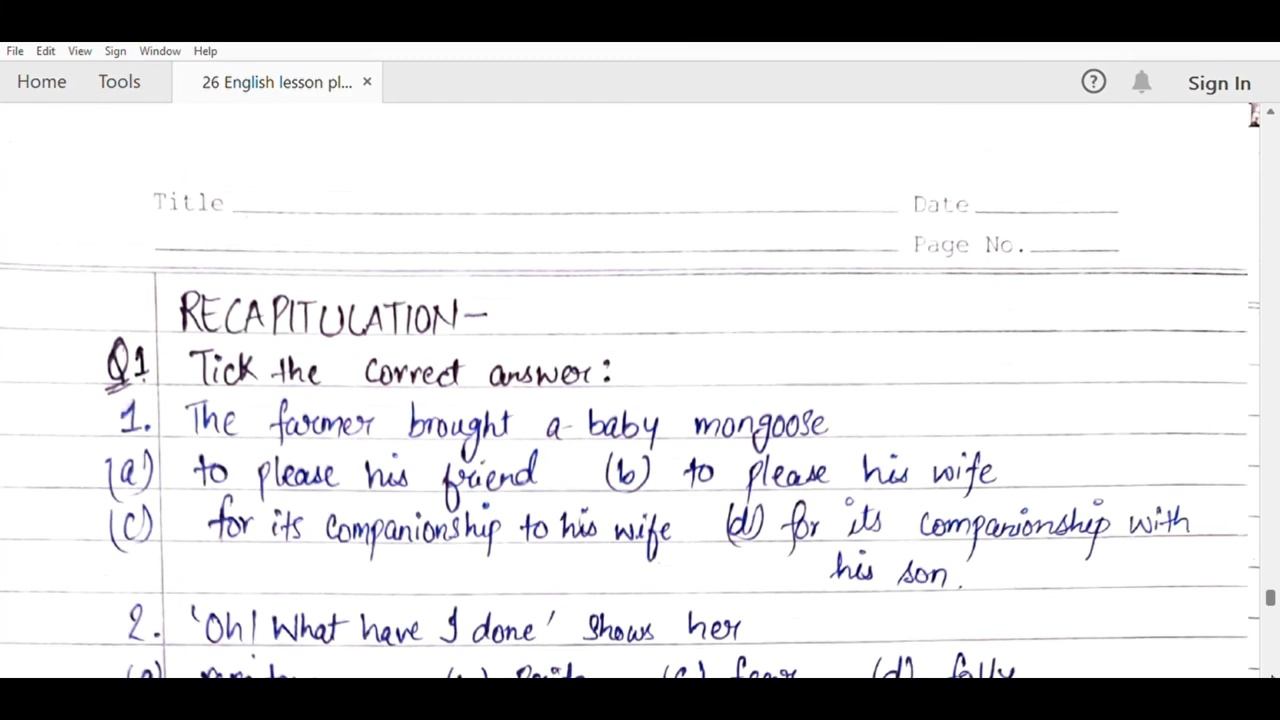 File Edit View Sign Window Help
Home Tools 26 English lesson pl... × ? Sign In
Title Date
Page No.
RECAPITULATION-
Q1 Tick the correct answer:
1. The farmer brought a baby mongoose
(a) to please his friend (b) to please his wife
(c) for its companionship to his wife (d) for its companionship with
his son.
2. 'Oh! What have I done' shows her
(c) fear (d) folly